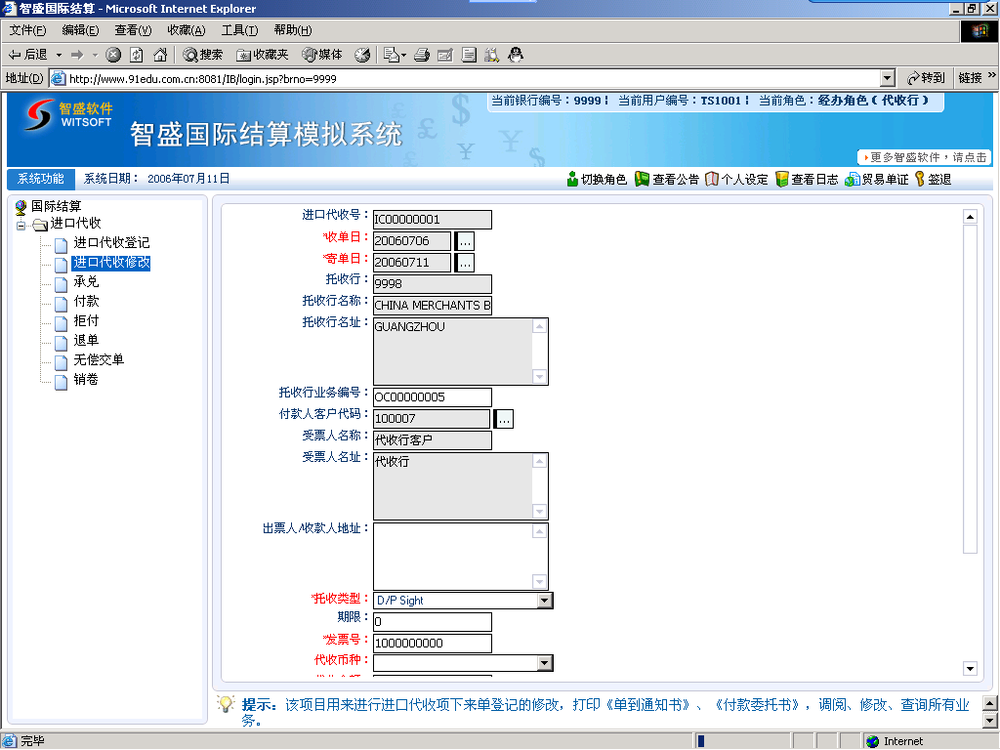 智盛国际结算 - Microsoft Internet Explorer
文件(F) 编辑(E) 查看(V) 收藏(A) 工具(T) 帮助(H)
后退 搜索 收藏夹 媒体
地址(D) http://www.91edu.com.cn:8081/IB/login.jsp?brno=9999 转到 链接 »
智盛软件
WITSOFT
智盛国际结算模拟系统
当前银行编号：9999 | 当前用户编号：TS1001 | 当前角色：经办角色（代收行）
更多智盛软件，请点击
系统功能 系统日期： 2006年07月11日 切换角色 查看公告 个人设定 查看日志 贸易单证 签退
国际结算
进口代收
进口代收登记
进口代收修改
承兑
付款
拒付
退单
无偿交单
销卷
进口代收号： IC00000001
*收单日： 20060706 ...
*寄单日： 20060711 ...
托收行： 9998
托收行名称： CHINA MERCHANTS B
托收行名址： GUANGZHOU
托收行业务编号： OC00000005
付款人客户代码： 100007 ...
受票人名称： 代收行客户
受票人名址： 代收行
出票人/收款人地址：
*托收类型： D/P Sight
期限： 0
*发票号： 1000000000
代收币种：
提示：该项目用来进行进口代收项下来单登记的修改，打印《单到通知书》、《付款委托书》，调阅、修改、查询所有业
务。
完毕 Internet